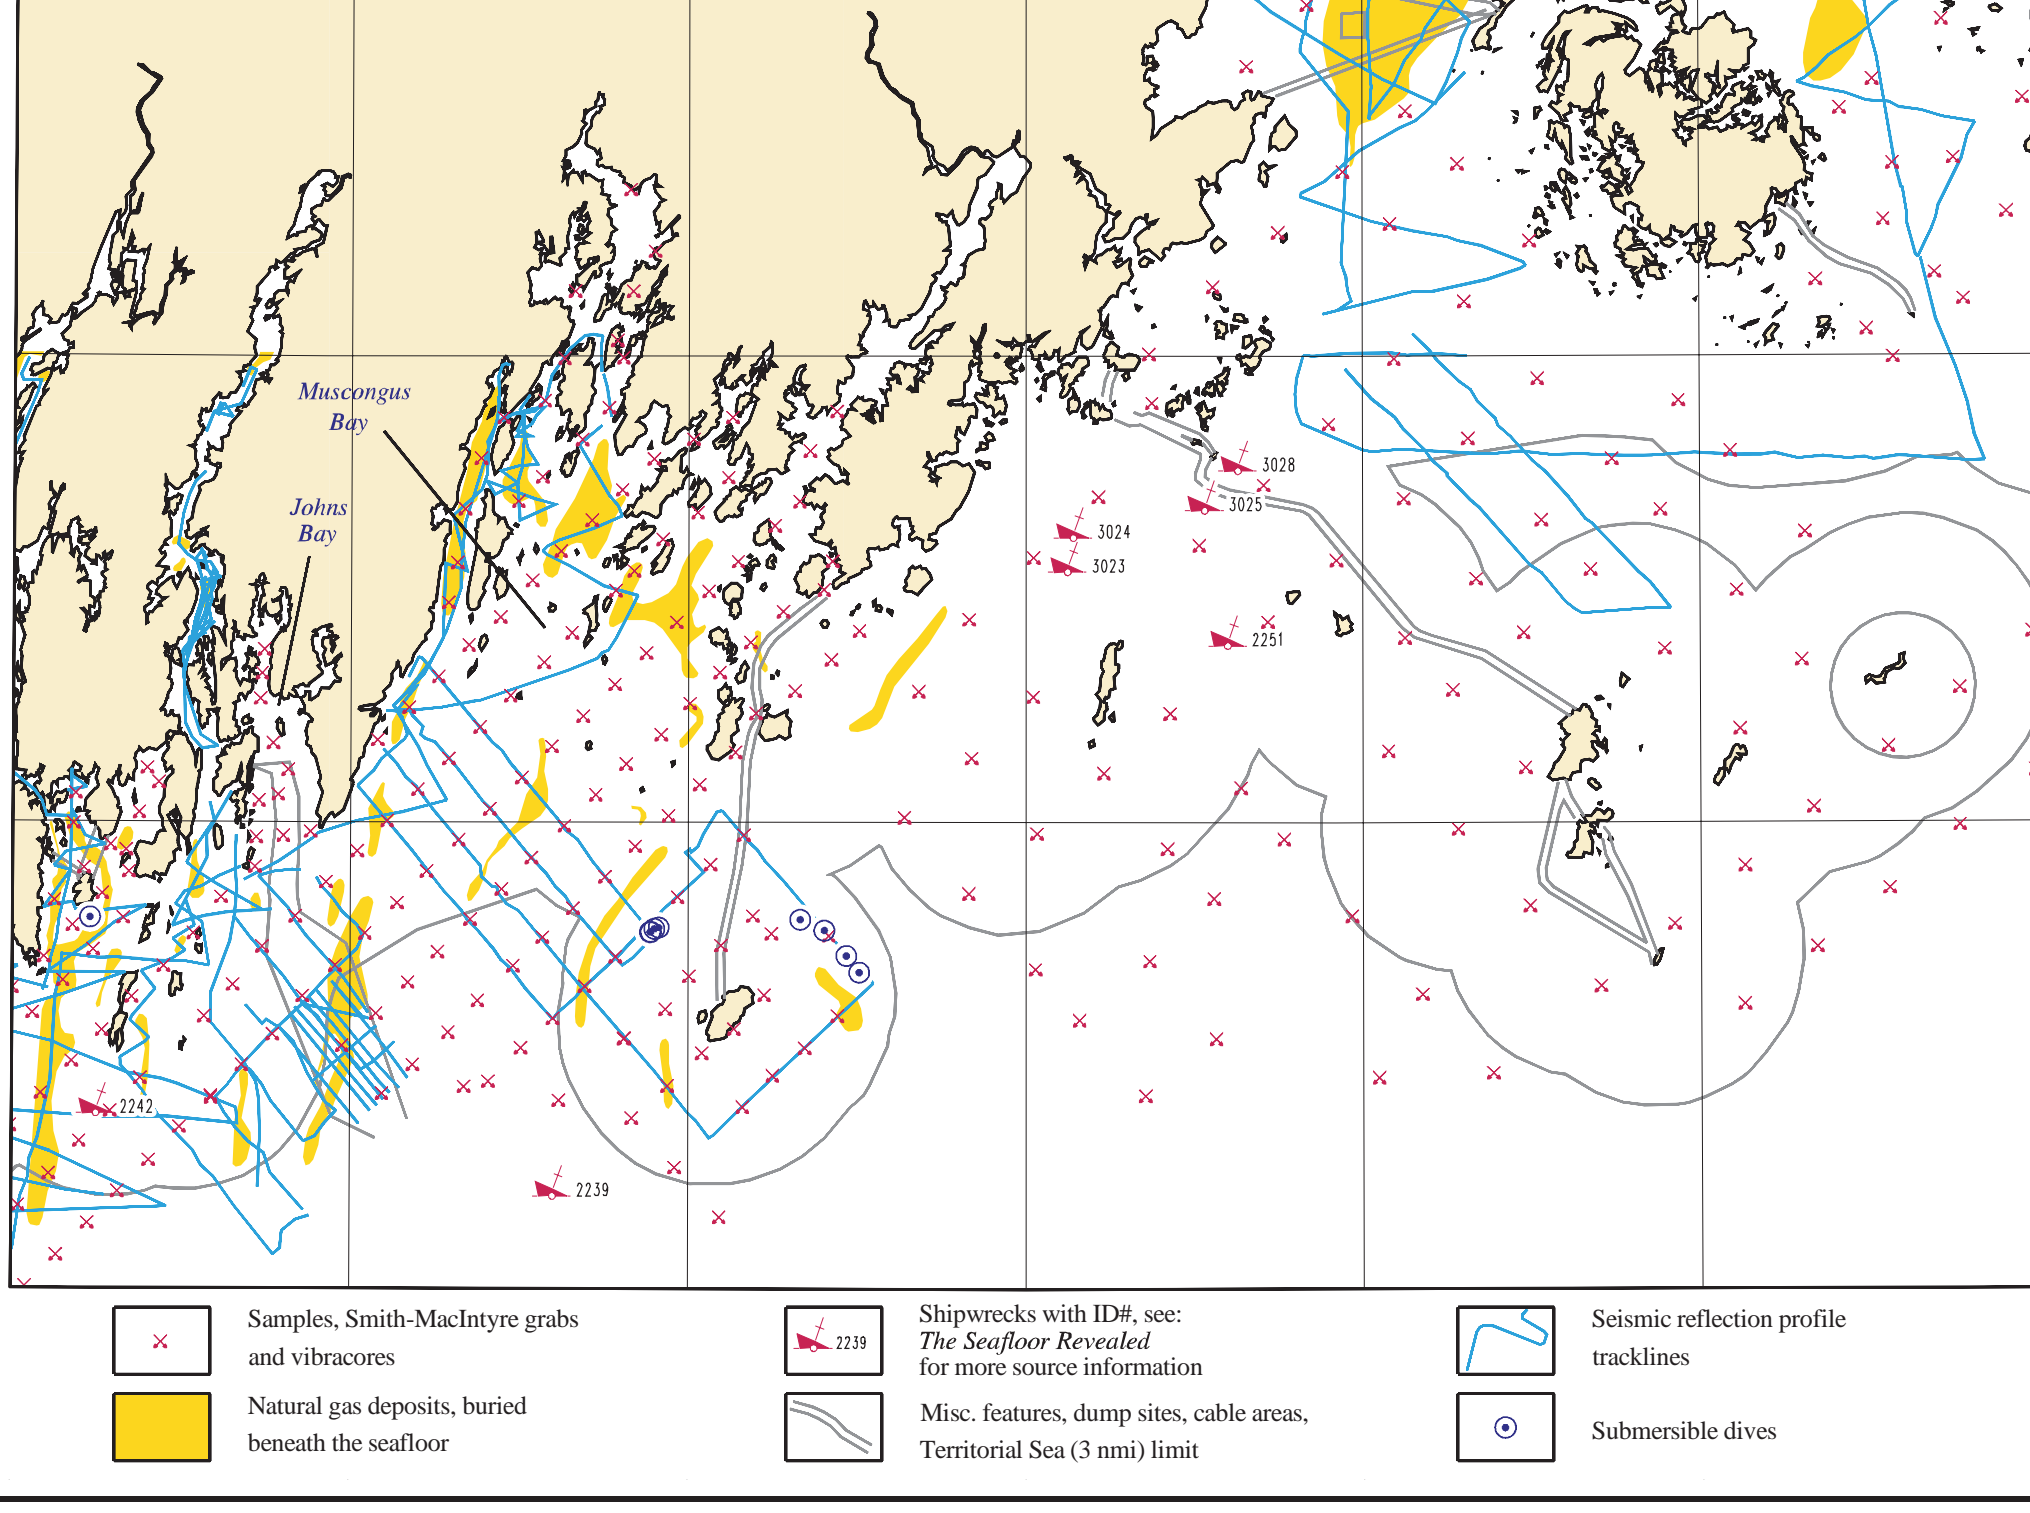 Muscongus
Bay
Johns
Bay
3028
3025
3024
3023
2251
2242
2239
Samples, Smith-MacIntyre grabs
and vibracores
Natural gas deposits, buried
beneath the seafloor
2239
Shipwrecks with ID#, see:
The Seafloor Revealed
for more source information
Misc. features, dump sites, cable areas,
Territorial Sea (3 nmi) limit
Seismic reflection profile
tracklines
Submersible dives